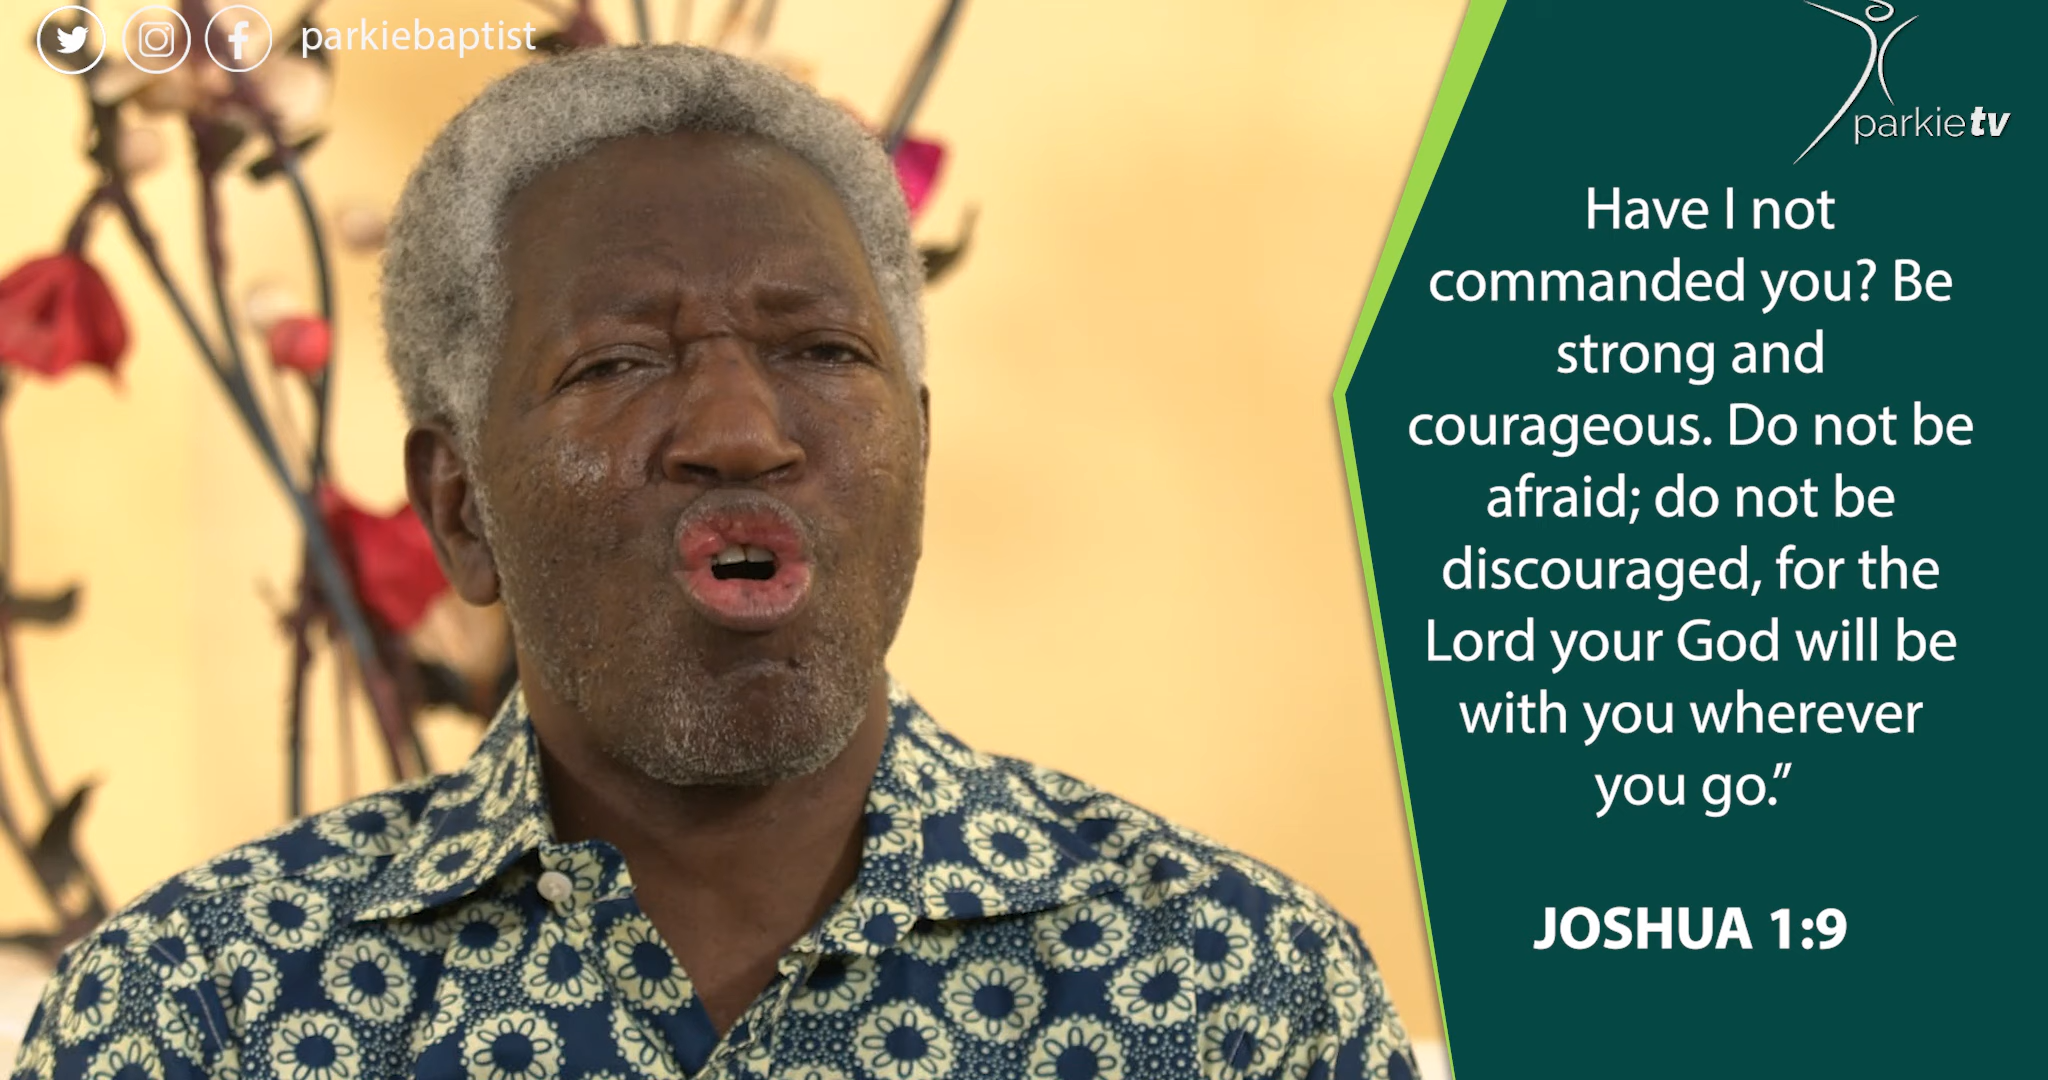 parkiebaptist
parkietv
Have I not
commanded you? Be
strong and
courageous. Do not be
afraid; do not be
discouraged, for the
Lord your God will be
with you wherever
you go.”
JOSHUA 1:9